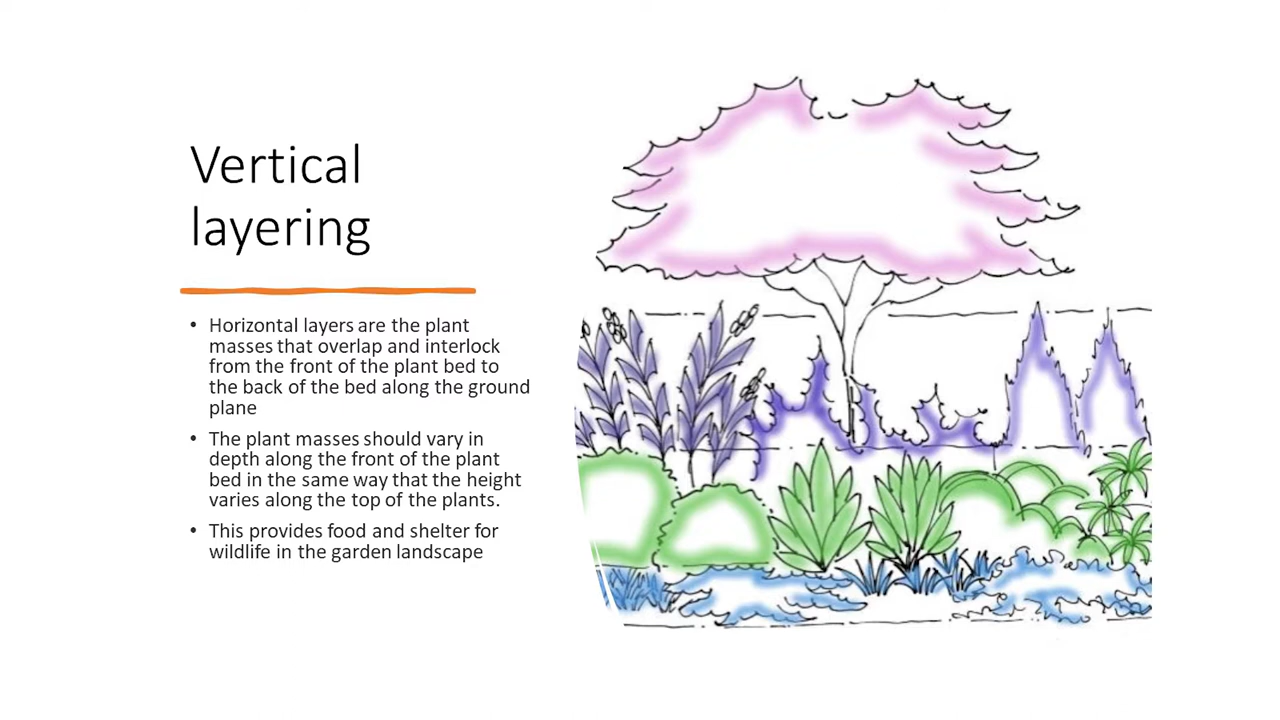 Vertical
layering
• Horizontal layers are the plant
masses that overlap and interlock
from the front of the plant bed to
the back of the bed along the ground
plane
• The plant masses should vary in
depth along the front of the plant
bed in the same way that the height
varies along the top of the plants.
• This provides food and shelter for
wildlife in the garden landscape